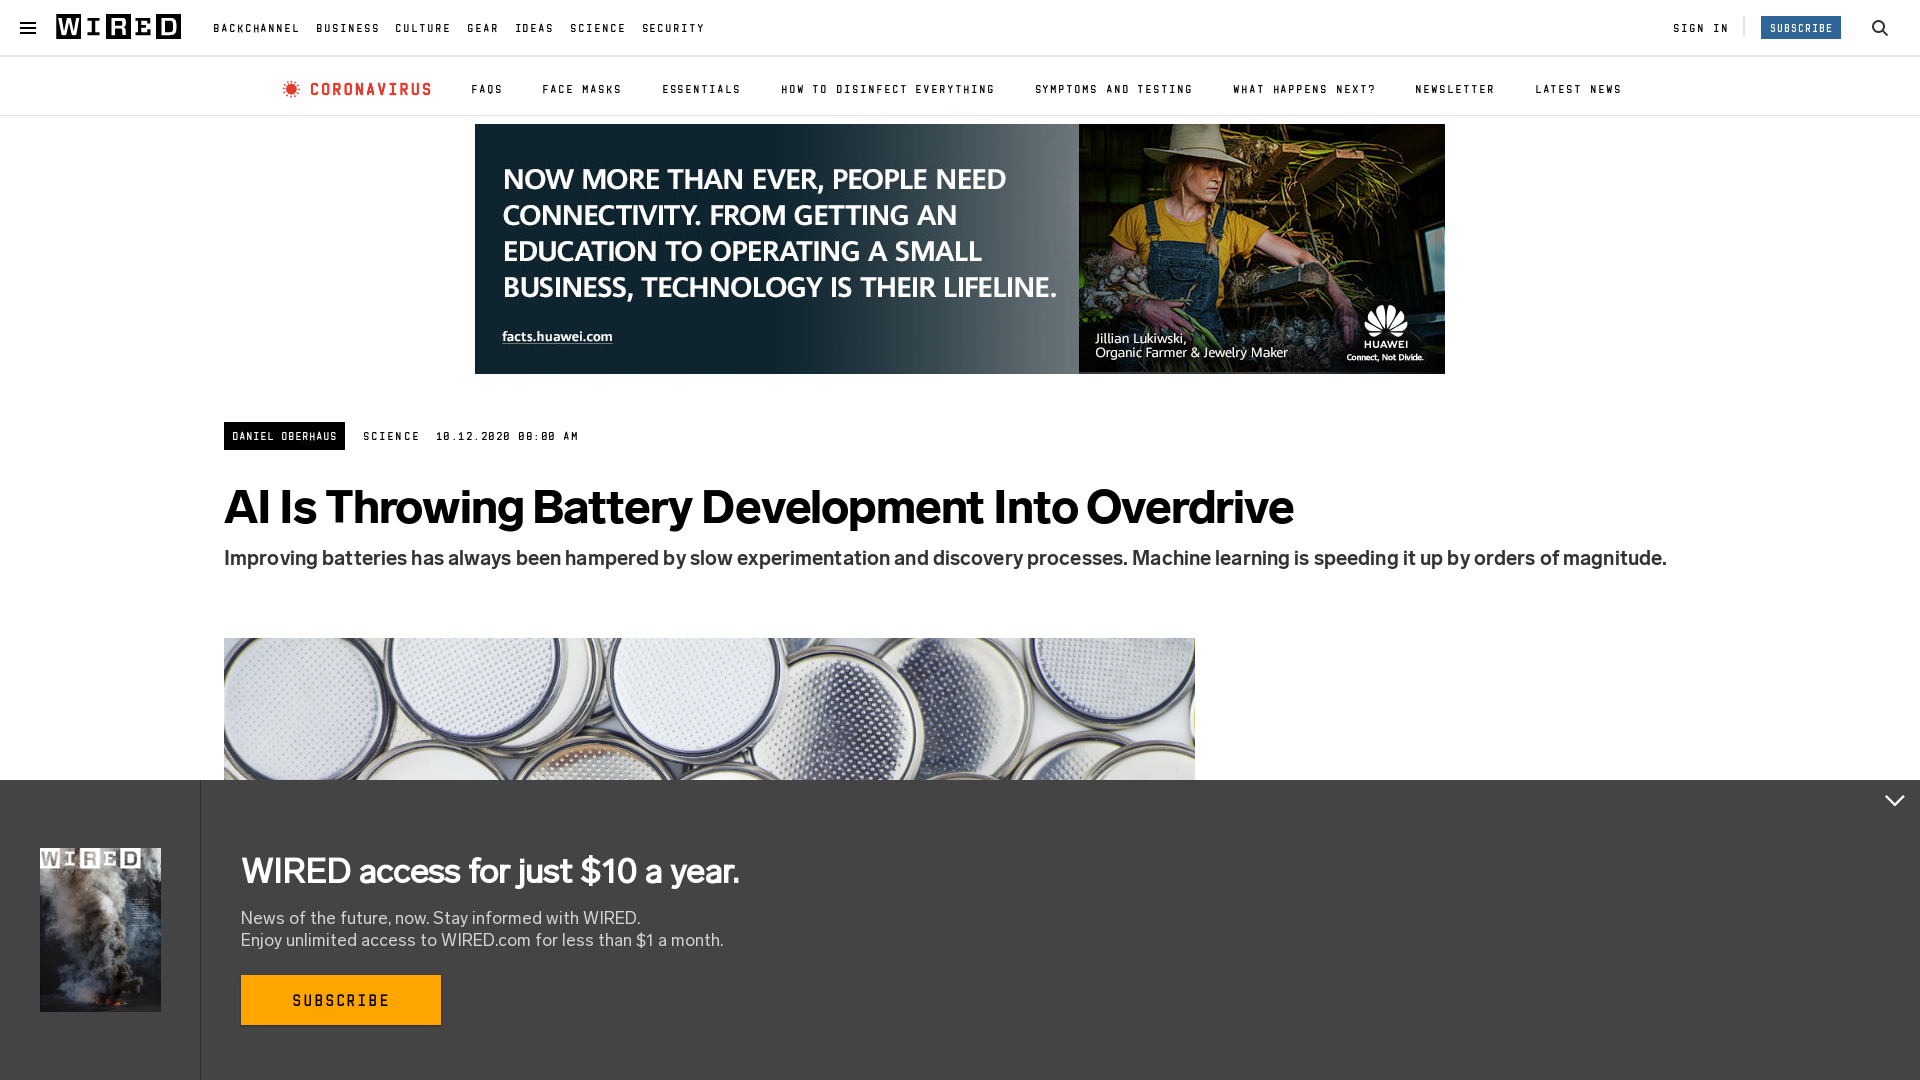 WIRED
BACKCHANNEL BUSINESS CULTURE GEAR IDEAS SCIENCE SECURITY
SIGN IN
SUBSCRIBE
CORONAVIRUS
FAQS
FACE MASKS
ESSENTIALS
HOW TO DISINFECT EVERYTHING
SYMPTOMS AND TESTING
WHAT HAPPENS NEXT?
NEWSLETTER
LATEST NEWS
NOW MORE THAN EVER, PEOPLE NEED
CONNECTIVITY. FROM GETTING AN
EDUCATION TO OPERATING A SMALL
BUSINESS, TECHNOLOGY IS THEIR LIFELINE.
facts.huawei.com
Jillian Lukiwski,
Organic Farmer & Jewelry Maker
HUAWEI
Connect, Not Divide.
DANIEL OBERHAUS
SCIENCE
10.12.2020 08:00 AM
AI Is Throwing Battery Development Into Overdrive
Improving batteries has always been hampered by slow experimentation and discovery processes. Machine learning is speeding it up by orders of magnitude.
WIRED
WIRED access for just $10 a year.
News of the future, now. Stay informed with WIRED.
Enjoy unlimited access to WIRED.com for less than $1 a month.
SUBSCRIBE